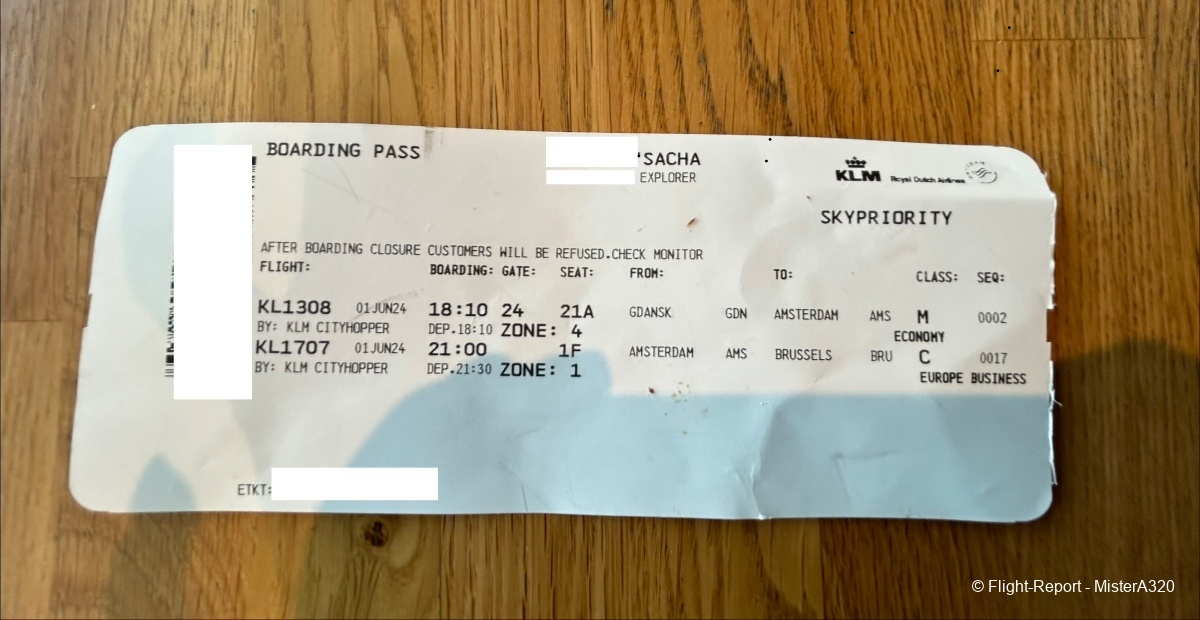 BOARDING PASS
'SACHA
EXPLORER
KLM Royal Dutch Airlines
SKYPRIORITY
AFTER BOARDING CLOSURE CUSTOMERS WILL BE REFUSED.CHECK MONITOR
FLIGHT: BOARDING: GATE: SEAT: FROM: TO: CLASS: SEQ:
KL1308 01JUN24 18:10 24 21A GDANSK GDN AMSTERDAM AMS M 0002
BY: KLM CITYHOPPER DEP.18:10 ZONE: 4 ECONOMY
KL1707 01JUN24 21:00 1F AMSTERDAM AMS BRUSSELS BRU C 0017
BY: KLM CITYHOPPER DEP.21:30 ZONE: 1 EUROPE BUSINESS
ETKT:
© Flight-Report - MisterA320